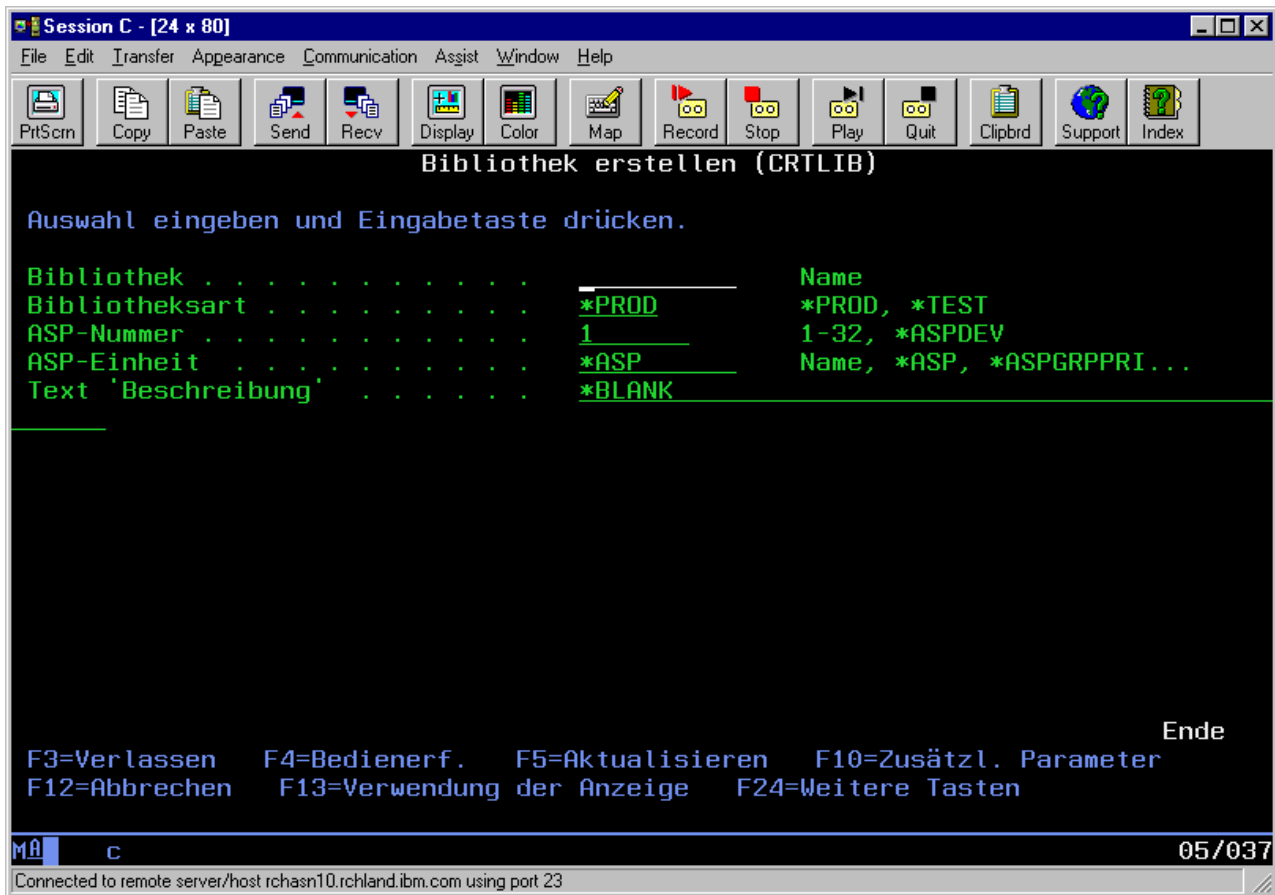 Session C - [24 x 80]
File Edit Transfer Appearance Communication Assist Window Help
PrtScrn Copy Paste Send Recv Display Color Map Record Stop Play Quit Clipbrd Support Index
Bibliothek erstellen (CRTLIB)
Auswahl eingeben und Eingabetaste drücken.
Bibliothek . . . . . . . . . . . Name
Bibliotheksart . . . . . . . . . *PROD *PROD, *TEST
ASP-Nummer . . . . . . . . . . . 1 1-32, *ASPDEV
ASP-Einheit . . . . . . . . . . *ASP Name, *ASP, *ASPGRPPRI...
Text 'Beschreibung' . . . . . . *BLANK
Ende
F3=Verlassen F4=Bedienerf. F5=Aktualisieren F10=Zusätzl. Parameter
F12=Abbrechen F13=Verwendung der Anzeige F24=Weitere Tasten
MA c 05/037
Connected to remote server/host rchasn10.rchland.ibm.com using port 23